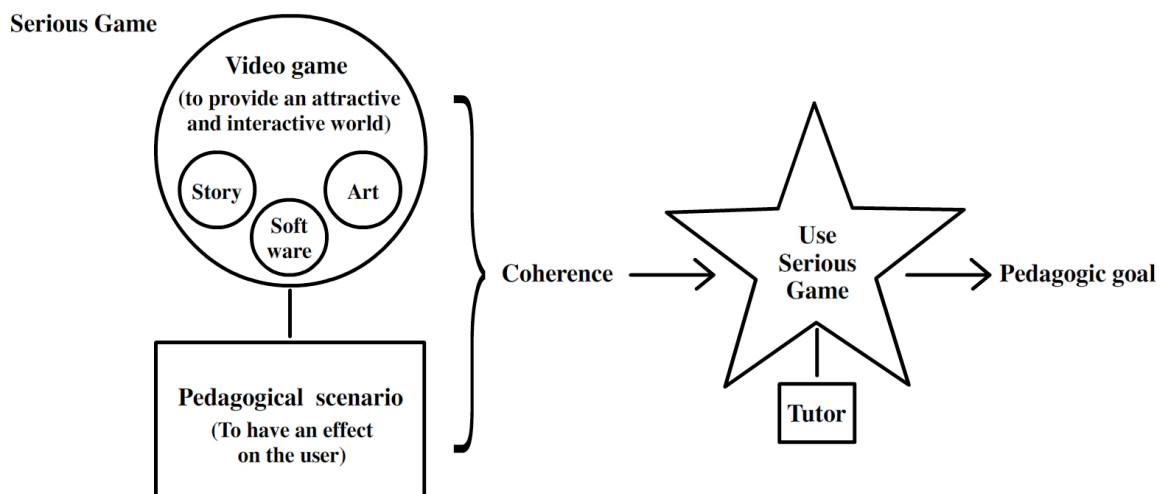 Serious Game
Video game
(to provide an attractive
and interactive world)
Story
Art
Soft
ware
Pedagogical scenario
(To have an effect
on the user)
Coherence
Use
Serious
Game
Pedagogic goal
Tutor